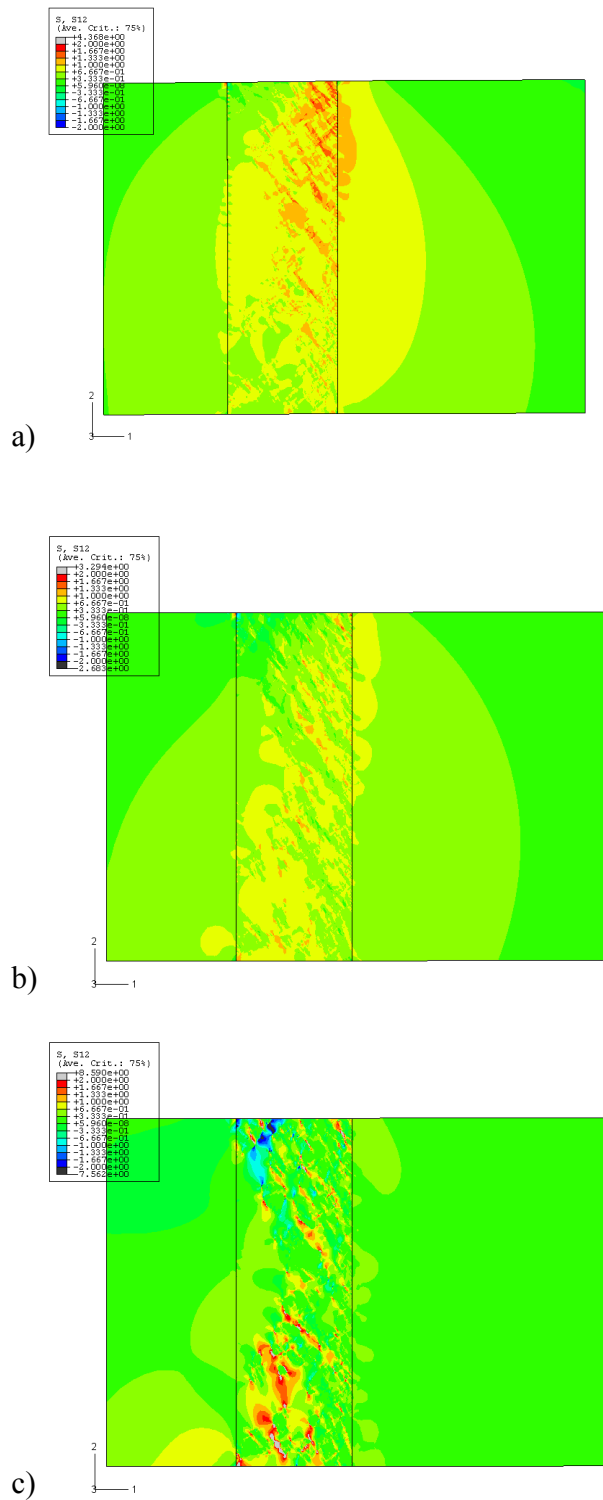 S, S12
(Ave. Crit.: 75%)
+4.368e+00
+2.000e+00
+1.667e+00
+1.333e+00
+1.000e+00
+6.667e-01
+3.333e-01
+5.960e-08
-3.333e-01
-6.667e-01
-1.000e+00
-1.333e+00
-1.667e+00
-2.000e+00
2
3
1
a)
S, S12
(Ave. Crit.: 75%)
+3.294e+00
+2.000e+00
+1.667e+00
+1.333e+00
+1.000e+00
+6.667e-01
+3.333e-01
+5.960e-08
-3.333e-01
-6.667e-01
-1.000e+00
-1.333e+00
-1.667e+00
-2.000e+00
-2.683e+00
2
3
1
b)
S, S12
(Ave. Crit.: 75%)
+8.590e+00
+2.000e+00
+1.667e+00
+1.333e+00
+1.000e+00
+6.667e-01
+3.333e-01
+5.960e-08
-3.333e-01
-6.667e-01
-1.000e+00
-1.333e+00
-1.667e+00
-2.000e+00
-7.562e+00
2
3
1
c)